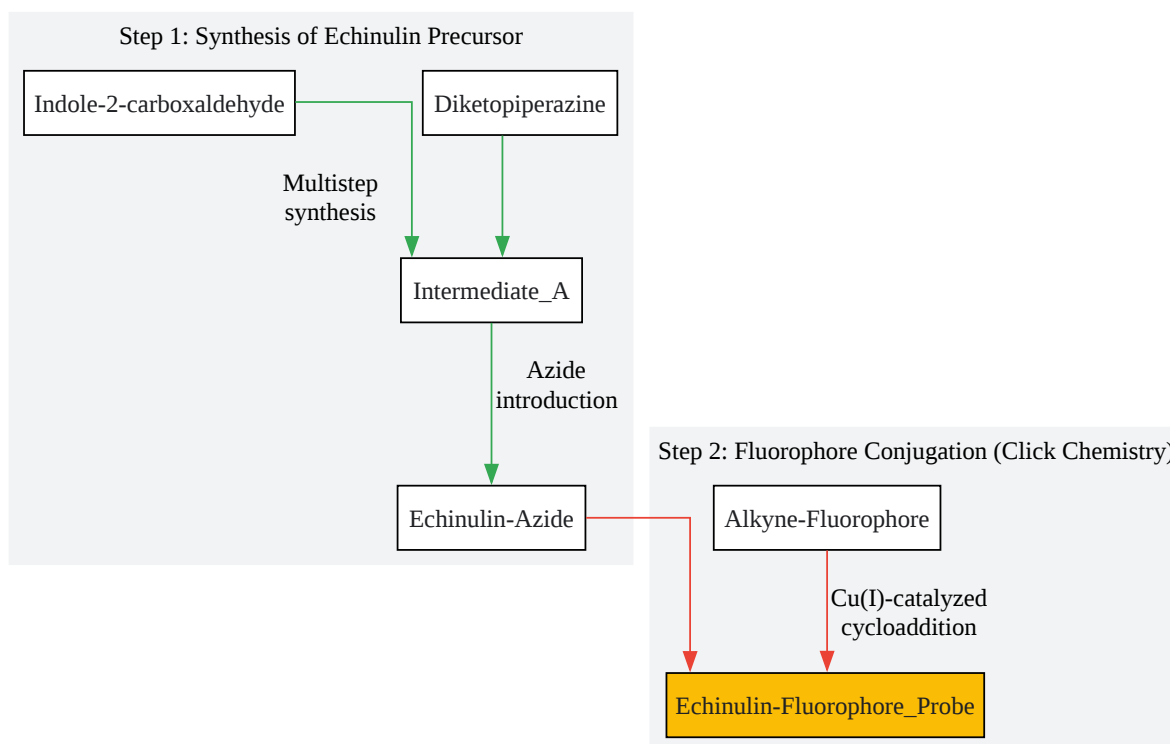 Step 1: Synthesis of Echinulin Precursor
Indole-2-carboxaldehyde
Diketopiperazine
Multistep
synthesis
Intermediate_A
Azide
introduction
Echinulin-Azide
Step 2: Fluorophore Conjugation (Click Chemistry)
Alkyne-Fluorophore
Cu(I)-catalyzed
cycloaddition
Echinulin-Fluorophore_Probe